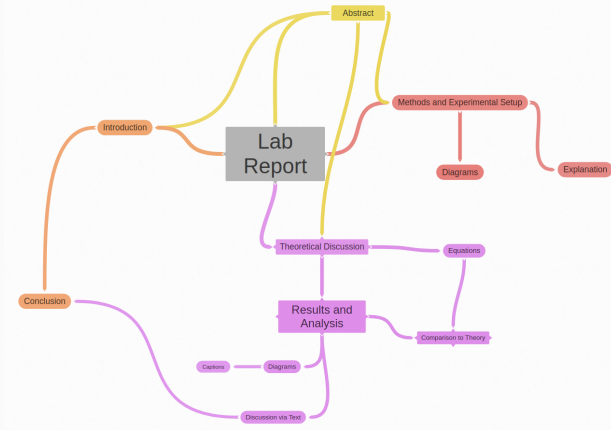 Abstract
Methods and Experimental Setup
Introduction
Lab
Report
Diagrams
Explanation
Theoretical Discussion
Equations
Conclusion
Results and
Analysis
Comparison to Theory
Captions
Diagrams
Discussion via Text